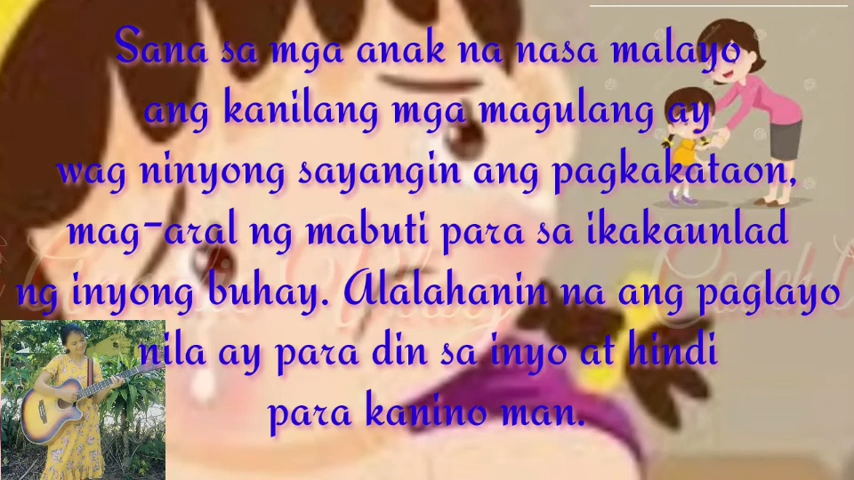 Sana sa mga anak na nasa malayo
ang kanilang mga magulang ay
wag ninyong sayangin ang pagkakataon,
mag-aral ng mabuti para sa ikakaunlad
ng inyong buhay. Alalahanin na ang paglayo
nila ay para din sa inyo at hindi
para kanino man.